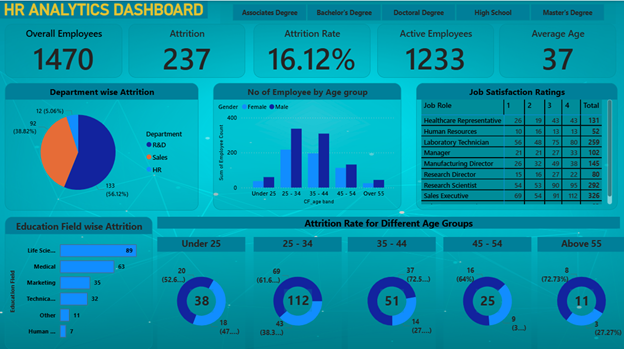 HR ANALYTICS DASHBOARD
Associates Degree Bachelor's Degree Doctoral Degree High School Master's Degree
Overall Employees Attrition Attrition Rate Active Employees Average Age
1470 237 16.12% 1233 37
Department wise Attrition
12 (5.06%)
92
(38.82%)
133
(56.12%)
Department
R&D
Sales
HR
No of Employee by Age group
Gender Female Male
Sum of Employee Count
400
200
0
Under 25 25 - 34 35 - 44 45 - 54 Over 55
CF_age band
Job Satisfaction Ratings
Job Role 1 2 3 4 Total
Healthcare Representative 26 19 43 43 131
Human Resources 10 16 13 13 52
Laboratory Technician 56 48 75 80 259
Manager 21 21 27 33 102
Manufacturing Director 26 32 49 38 145
Research Director 15 16 27 22 80
Research Scientist 54 53 90 95 292
Sales Executive 69 54 91 112 326
Education Field wise Attrition
Education Field
Life Scie... 89
Medical 63
Marketing 35
Technica... 32
Other 11
Human ... 7
Attrition Rate for Different Age Groups
Under 25 25 - 34 35 - 44 45 - 54 Above 55
20
(52.6...)
38
18
(47....)
69
(61.6...)
112
43
(38.3...)
37
(72.5...)
51
14
(27....)
16
(64%)
25
9
(3...)
8
(72.73%)
11
3
(27.27%)